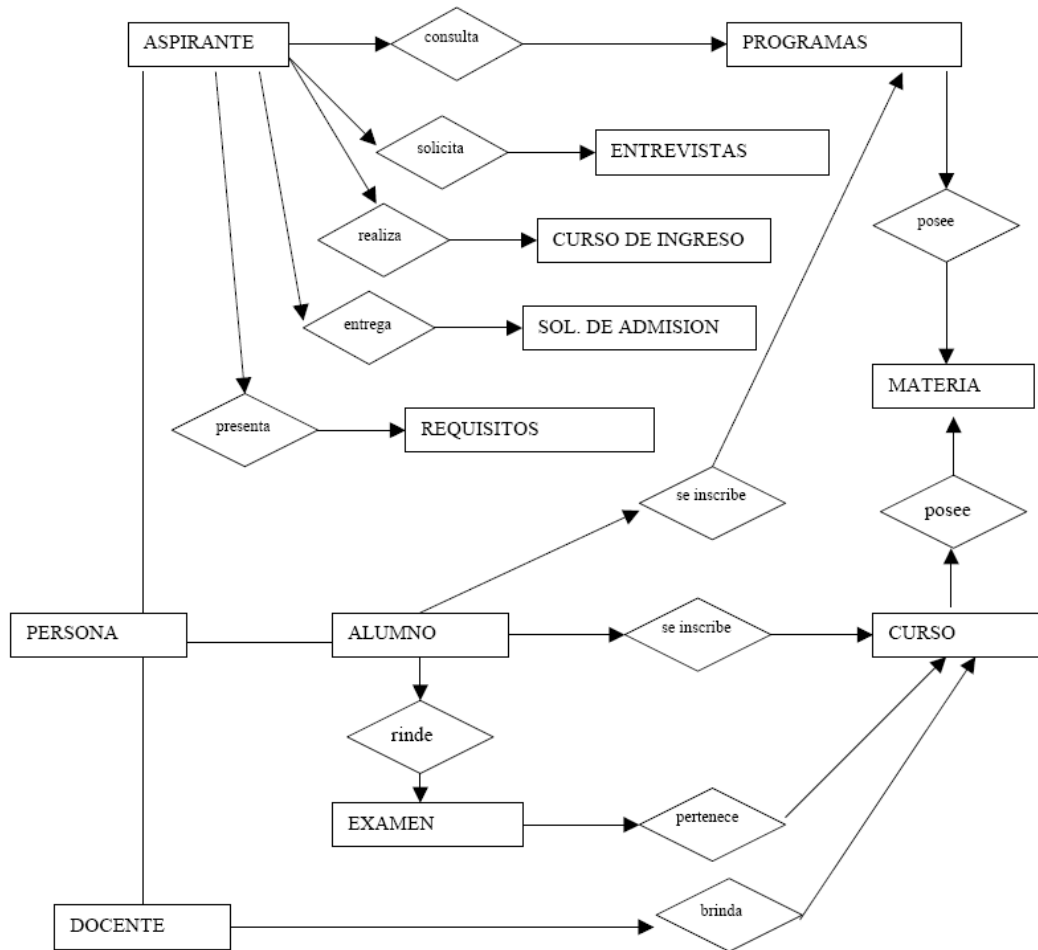 ASPIRANTE
consulta
PROGRAMAS
solicita
ENTREVISTAS
posee
realiza
CURSO DE INGRESO
entrega
SOL. DE ADMISION
MATERIA
presenta
REQUISITOS
se inscribe
posee
PERSONA
ALUMNO
se inscribe
CURSO
rinde
EXAMEN
pertenece
DOCENTE
brinda